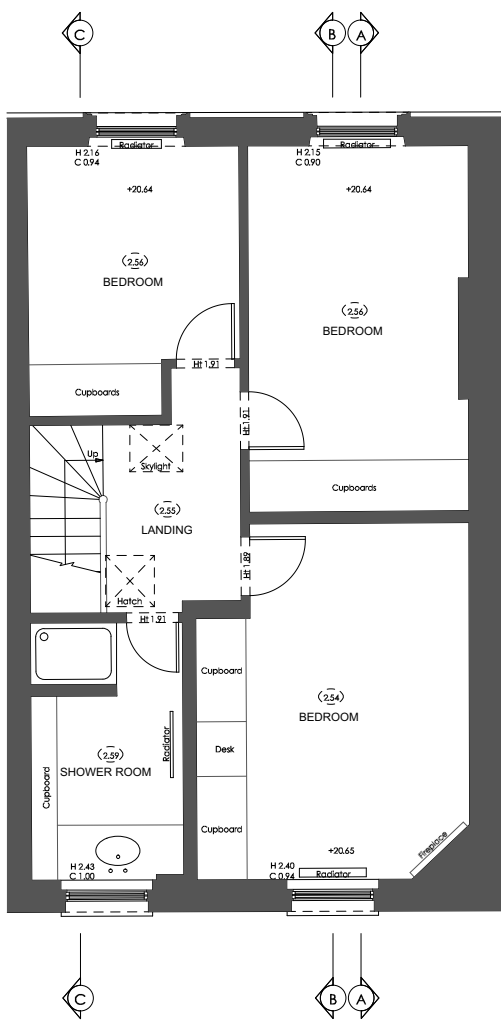 C
B
A
H 2.16
C 0.94
Radiator
H 2.15
C 0.90
Radiator
+20.64
+20.64
(2.56)
BEDROOM
(2.56)
BEDROOM
Ht 1.91
Cupboards
Ht 1.91
Up
Skylight
Cupboards
(2.55)
LANDING
Ht 1.89
Hatch
Ht 1.91
Cupboard
(2.54)
BEDROOM
Radiator
Desk
(2.59)
SHOWER ROOM
Cupboard
Cupboard
Fireplace
+20.65
H 2.43
C 1.00
H 2.40
C 0.94
Radiator
C
B
A